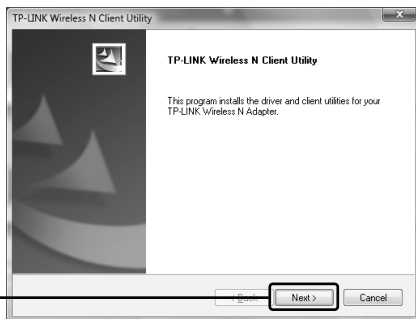 TP-LINK Wireless N Client Utility
TP-LINK Wireless N Client Utility
This program installs the driver and client utilities for your
TP-LINK Wireless N Adapter.
< Back
Next >
Cancel